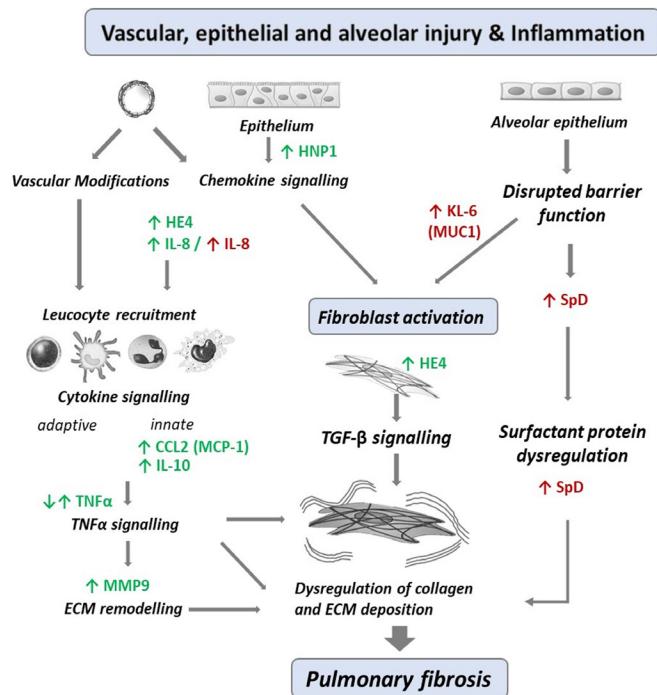 Vascular, epithelial and alveolar injury & Inflammation
Epithelium
↑ HNP1
Alveolar epithelium
Vascular Modifications
Chemokine signalling
Disrupted barrier
function
↑ KL-6
(MUC1)
↑ HE4
↑ IL-8 / ↑ IL-8
Leucocyte recruitment
Fibroblast activation
↑ SpD
↑ HE4
Cytokine signalling
adaptive
innate
↑ CCL2 (MCP-1)
↑ IL-10
TGF-β signalling
Surfactant protein
dysregulation
↑ SpD
↓↑ TNFα
TNFα signalling
↑ MMP9
ECM remodelling
Dysregulation of collagen
and ECM deposition
Pulmonary fibrosis